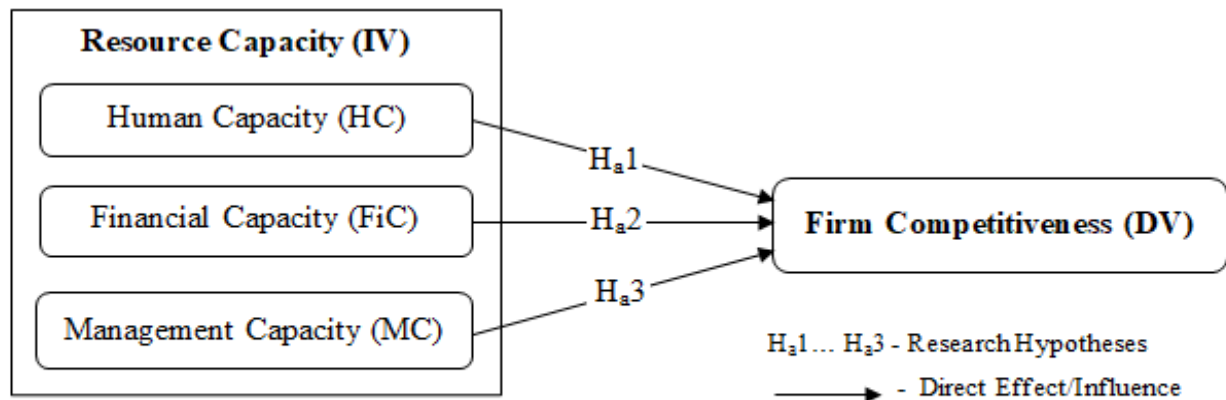 Resource Capacity (IV)
Human Capacity (HC)
Financial Capacity (FiC)
Management Capacity (MC)
Hₐ1
Hₐ2
Hₐ3
Firm Competitiveness (DV)
Hₐ1... Hₐ3 - Research Hypotheses
- Direct Effect/Influence